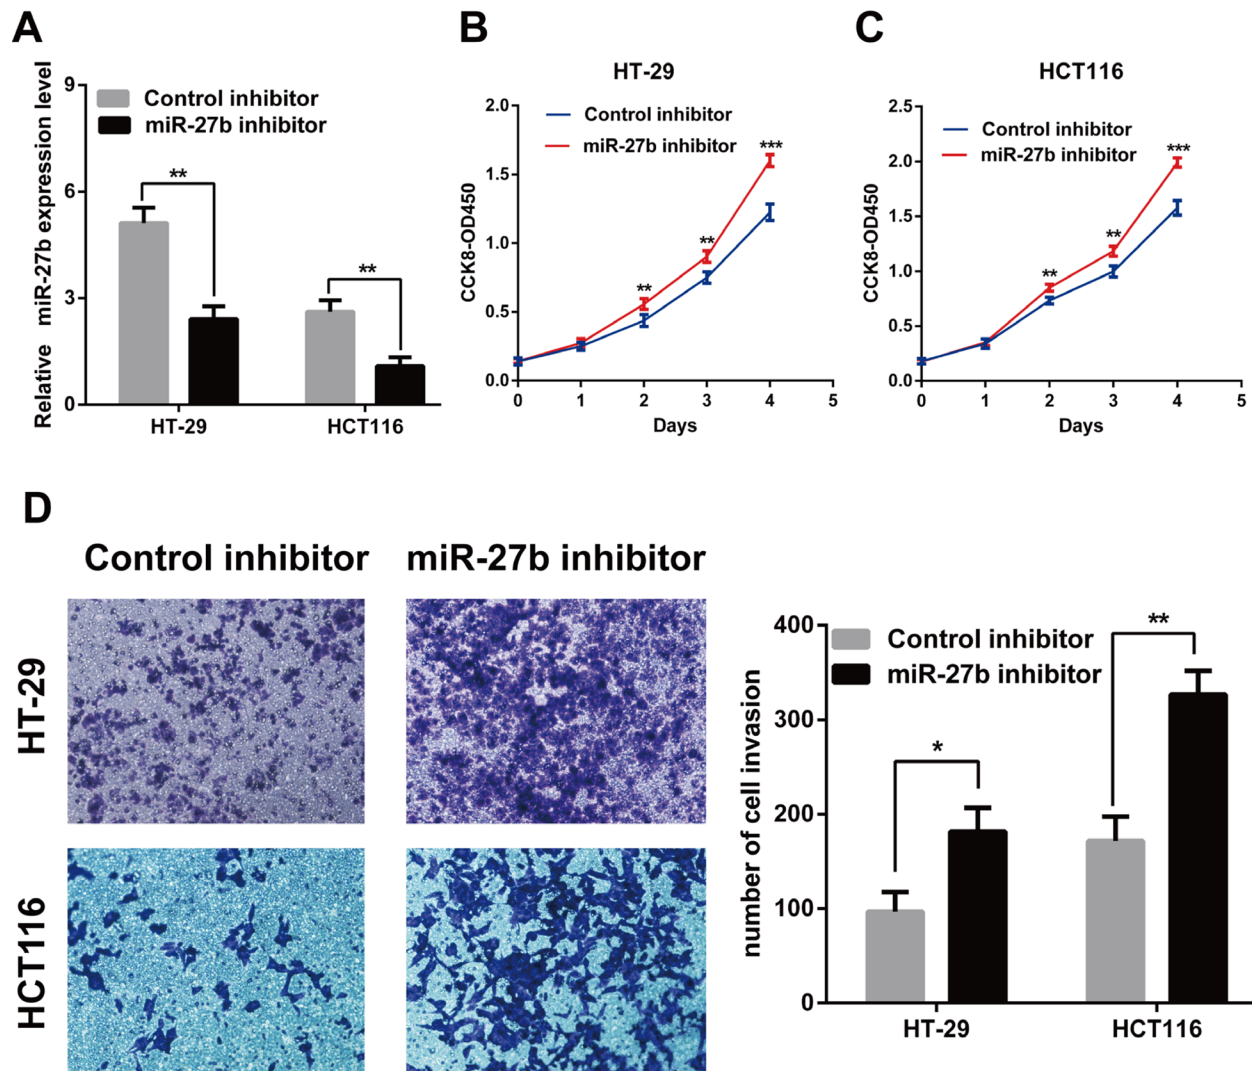 A
Relative miR-27b expression level
9
6
3
0
Control inhibitor
miR-27b inhibitor
**
**
HT-29
HCT116
B
HT-29
CCK8-OD450
2.0
1.5
1.0
0.5
0.0
Control inhibitor
miR-27b inhibitor
**
**
***
0 1 2 3 4 5
Days
C
HCT116
CCK8-OD450
2.5
2.0
1.5
1.0
0.5
0.0
Control inhibitor
miR-27b inhibitor
**
**
***
0 1 2 3 4 5
Days
D
Control inhibitor
miR-27b inhibitor
HT-29
HCT116
number of cell invasion
400
300
200
100
0
Control inhibitor
miR-27b inhibitor
*
**
HT-29
HCT116